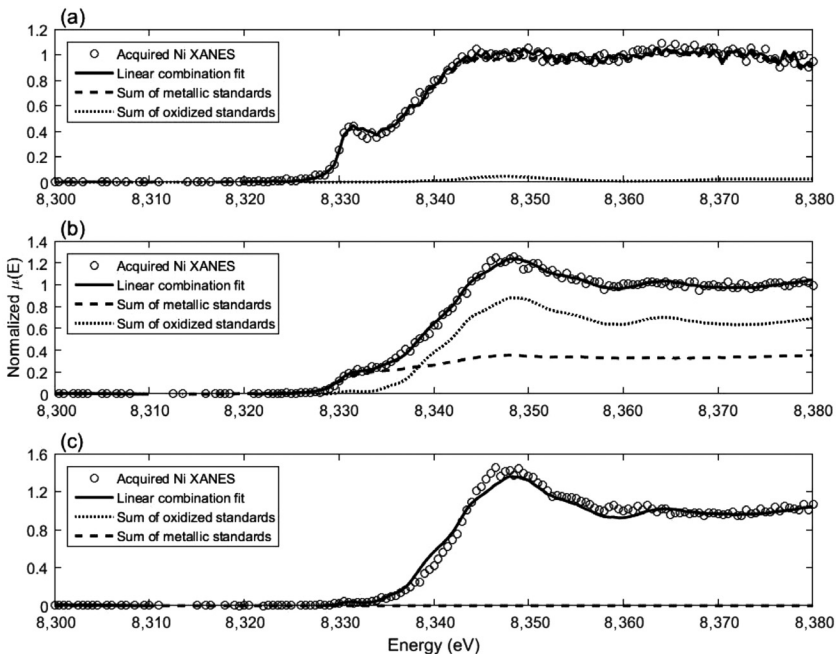 (a)
1.2
1
0.8
0.6
0.4
0.2
0
Acquired Ni XANES
Linear combination fit
Sum of metallic standards
Sum of oxidized standards
8,300 8,310 8,320 8,330 8,340 8,350 8,360 8,370 8,380
(b)
1.4
1.2
1
0.8
0.6
0.4
0.2
0
Normalized μ(E)
Acquired Ni XANES
Linear combination fit
Sum of metallic standards
Sum of oxidized standards
8,300 8,310 8,320 8,330 8,340 8,350 8,360 8,370 8,380
(c)
1.6
1.2
0.8
0.4
0
Acquired Ni XANES
Linear combination fit
Sum of oxidized standards
Sum of metallic standards
8,300 8,310 8,320 8,330 8,340 8,350 8,360 8,370 8,380
Energy (eV)